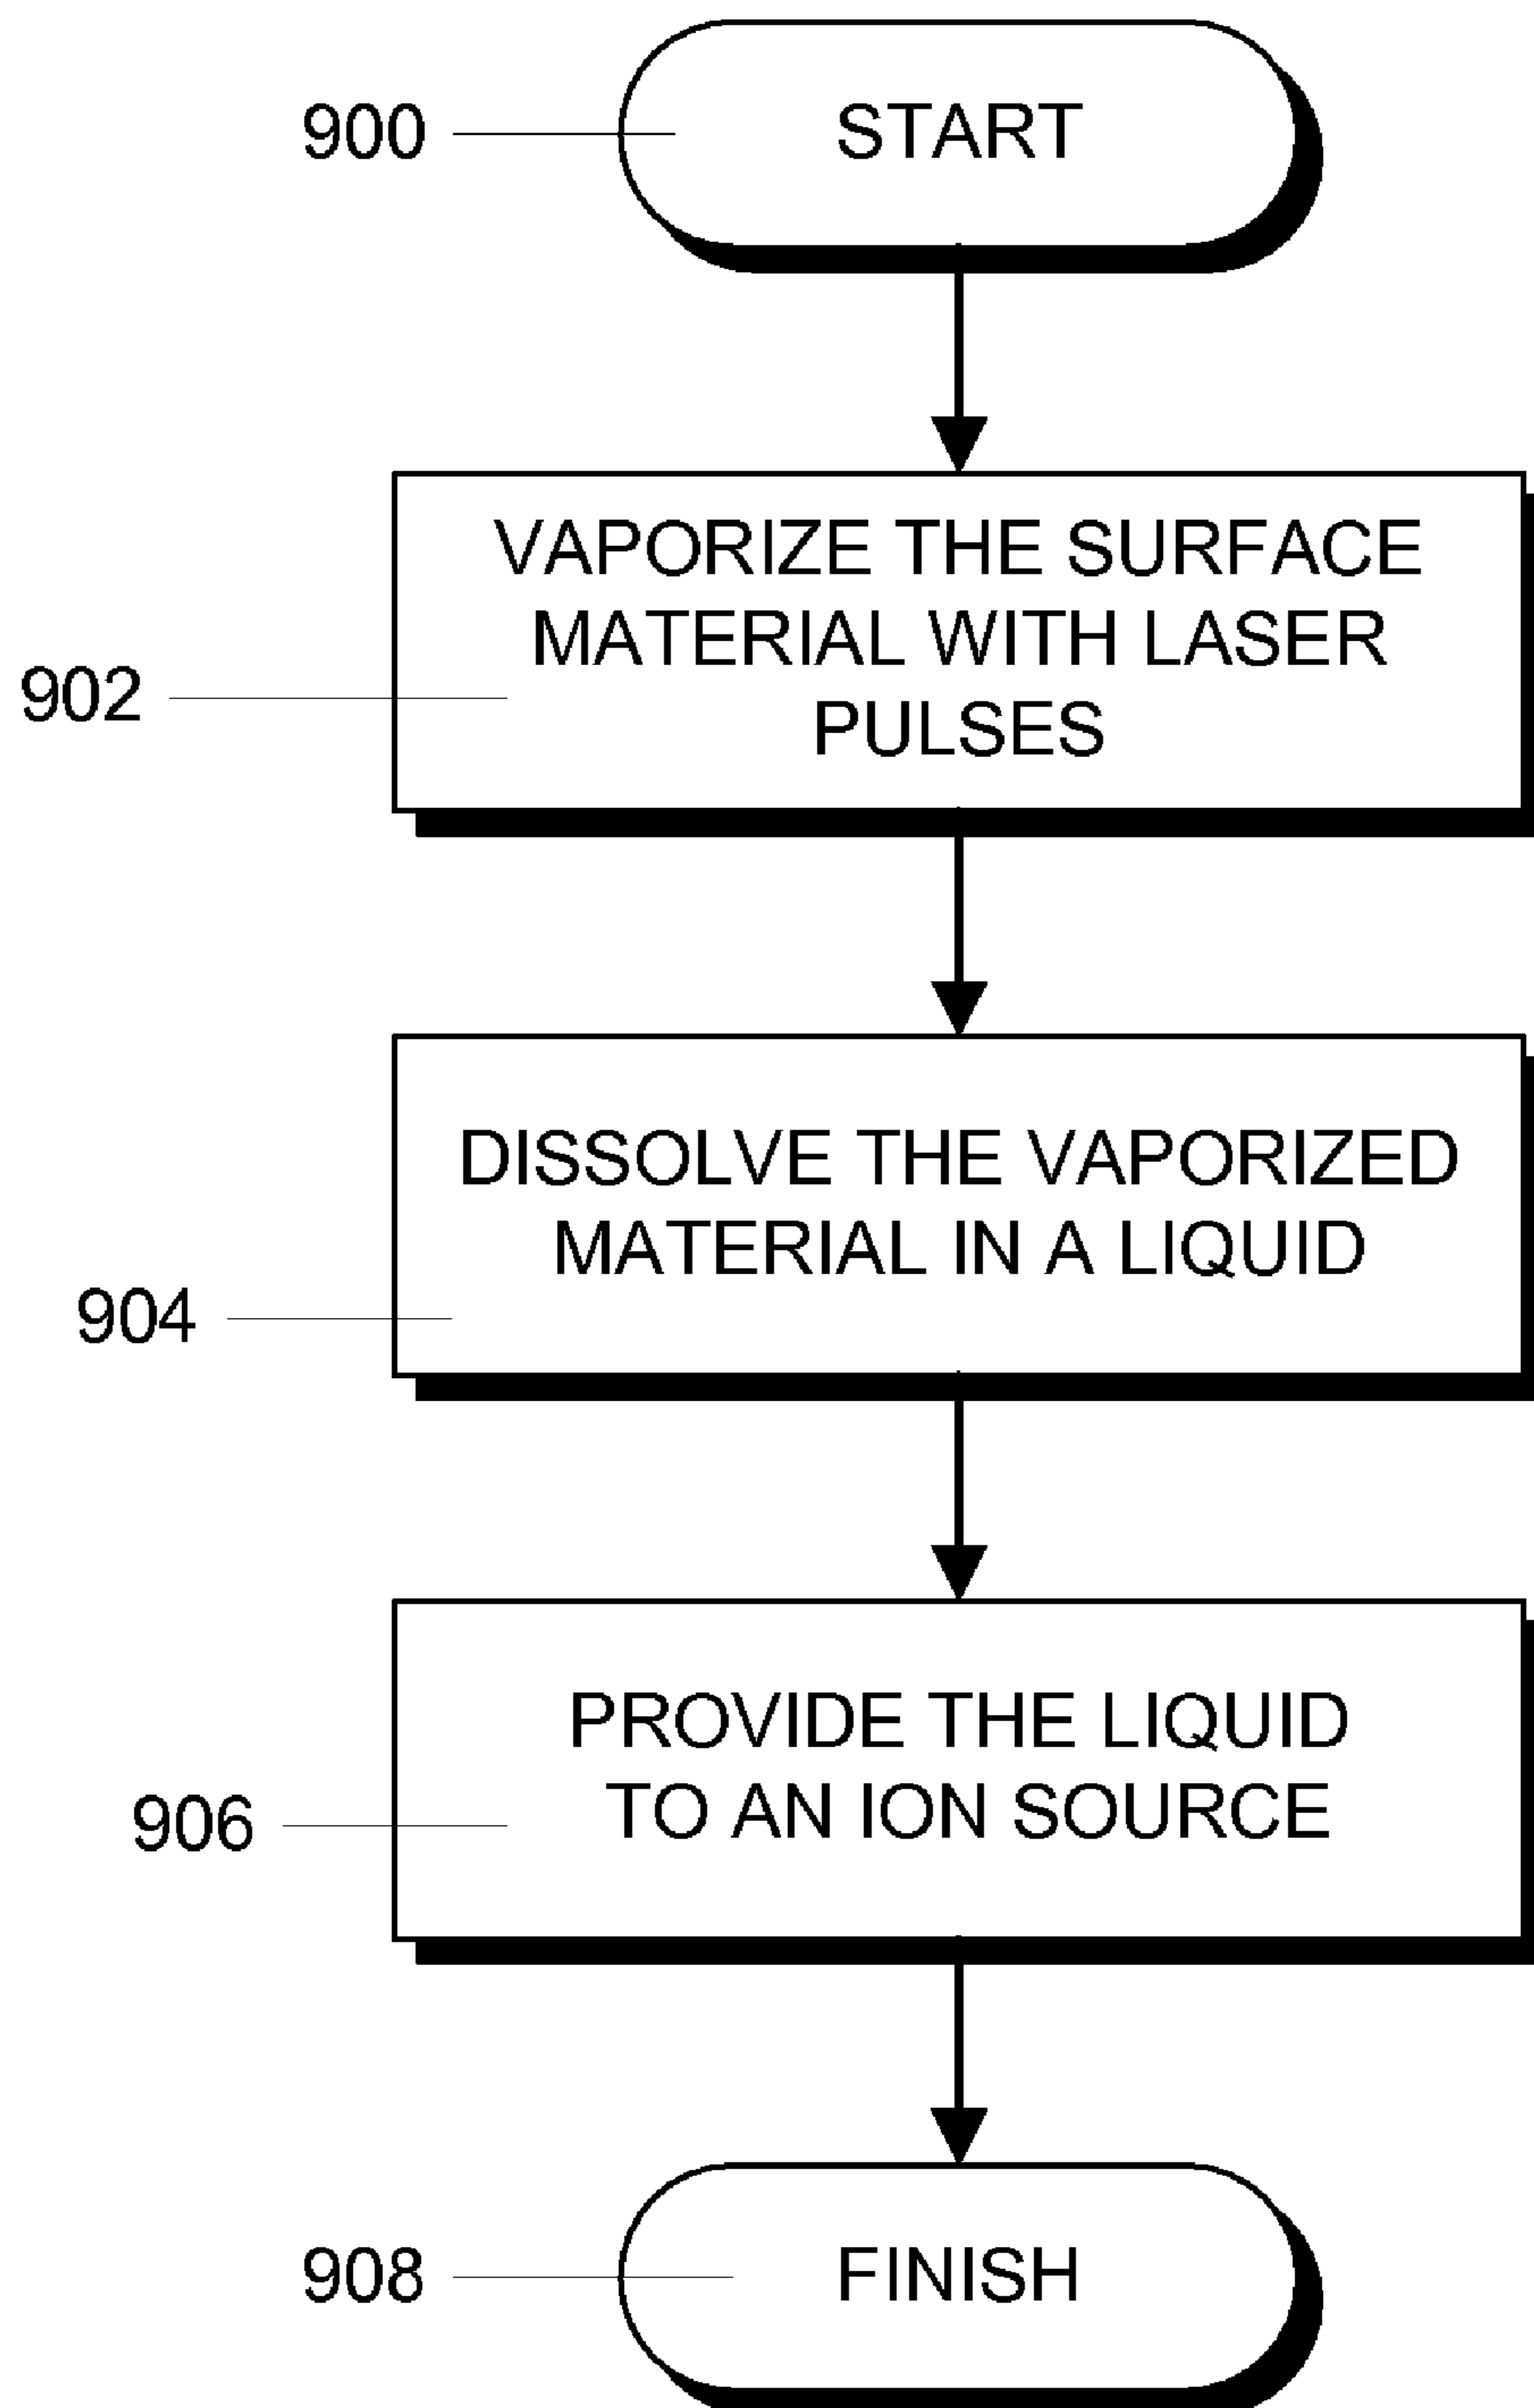 900
START
VAPORIZE THE SURFACE
MATERIAL WITH LASER
PULSES
902
DISSOLVE THE VAPORIZED
MATERIAL IN A LIQUID
904
PROVIDE THE LIQUID
TO AN ION SOURCE
906
908
FINISH